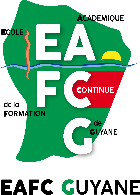 ECOLE ACADEMIQUE
EA
FC CONTINUE
de la FORMATION
G de GUYANE
EAFC GUYANE